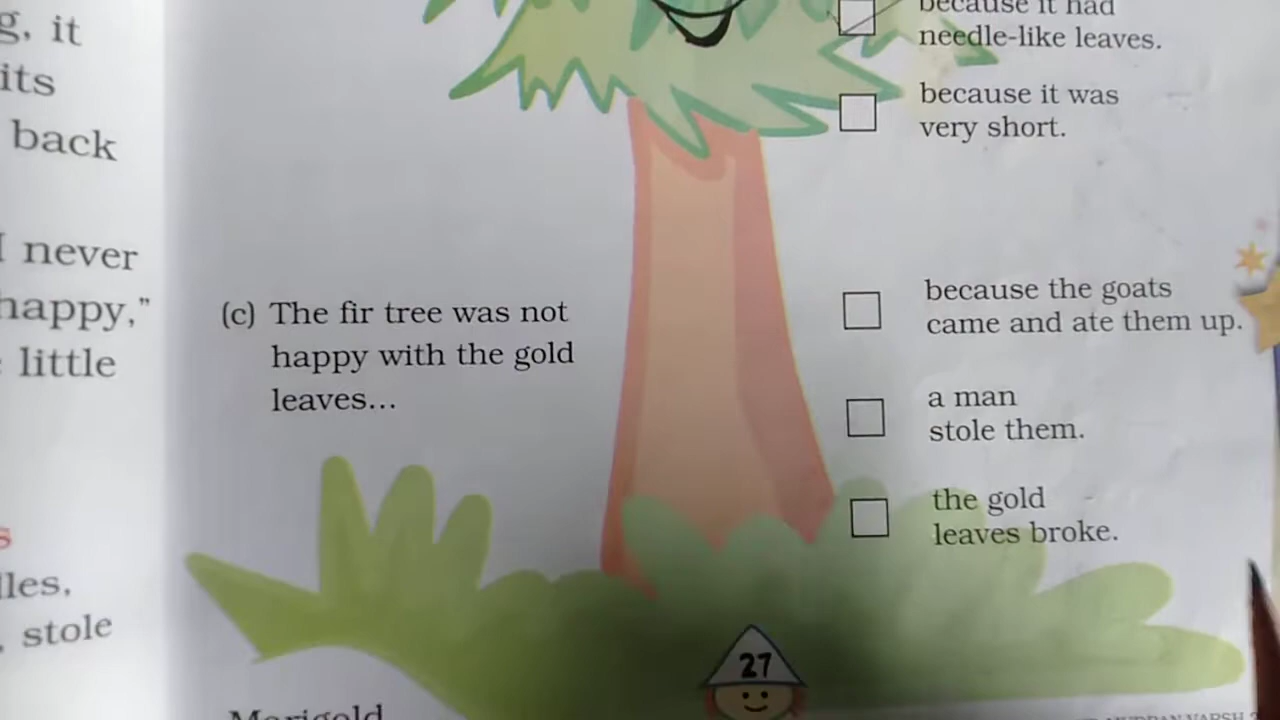 g, it
its
back
I never
happy,"
little
s
lles,
, stole
because it had
needle-like leaves.
because it was
very short.
(c) The fir tree was not
happy with the gold
leaves...
because the goats
came and ate them up.
a man
stole them.
the gold
leaves broke.
27
Marigold